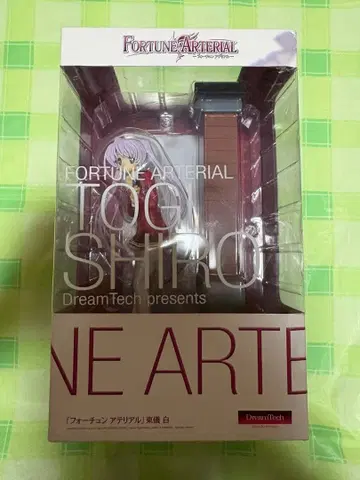 FORTUNE ARTERIAL
－フォーチュン アテリアル－
FORTUNE ARTERIAL
TOGI
SHIRO
DreamTech presents
NE ARTE
「フォーチュン アテリアル」東儀 白
DreamTech